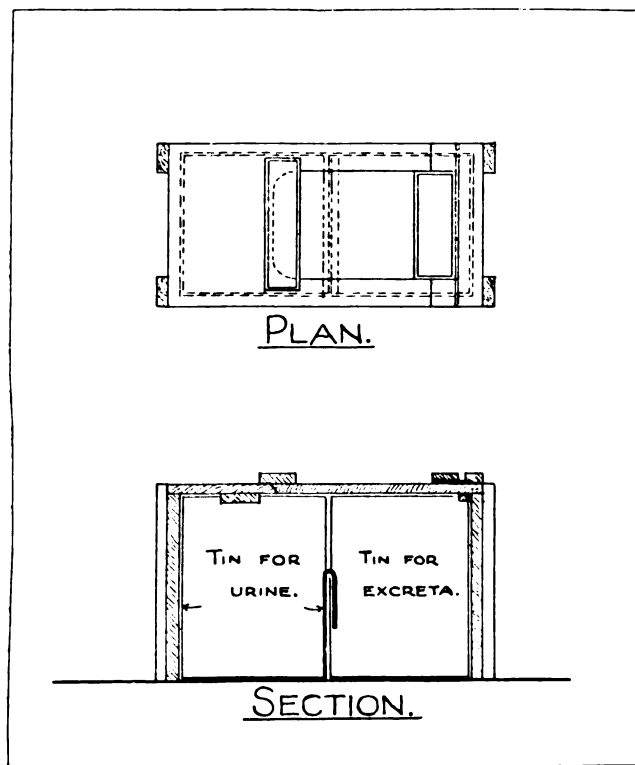 PLAN.
TIN FOR
URINE.
TIN FOR
EXCRETA.
SECTION.